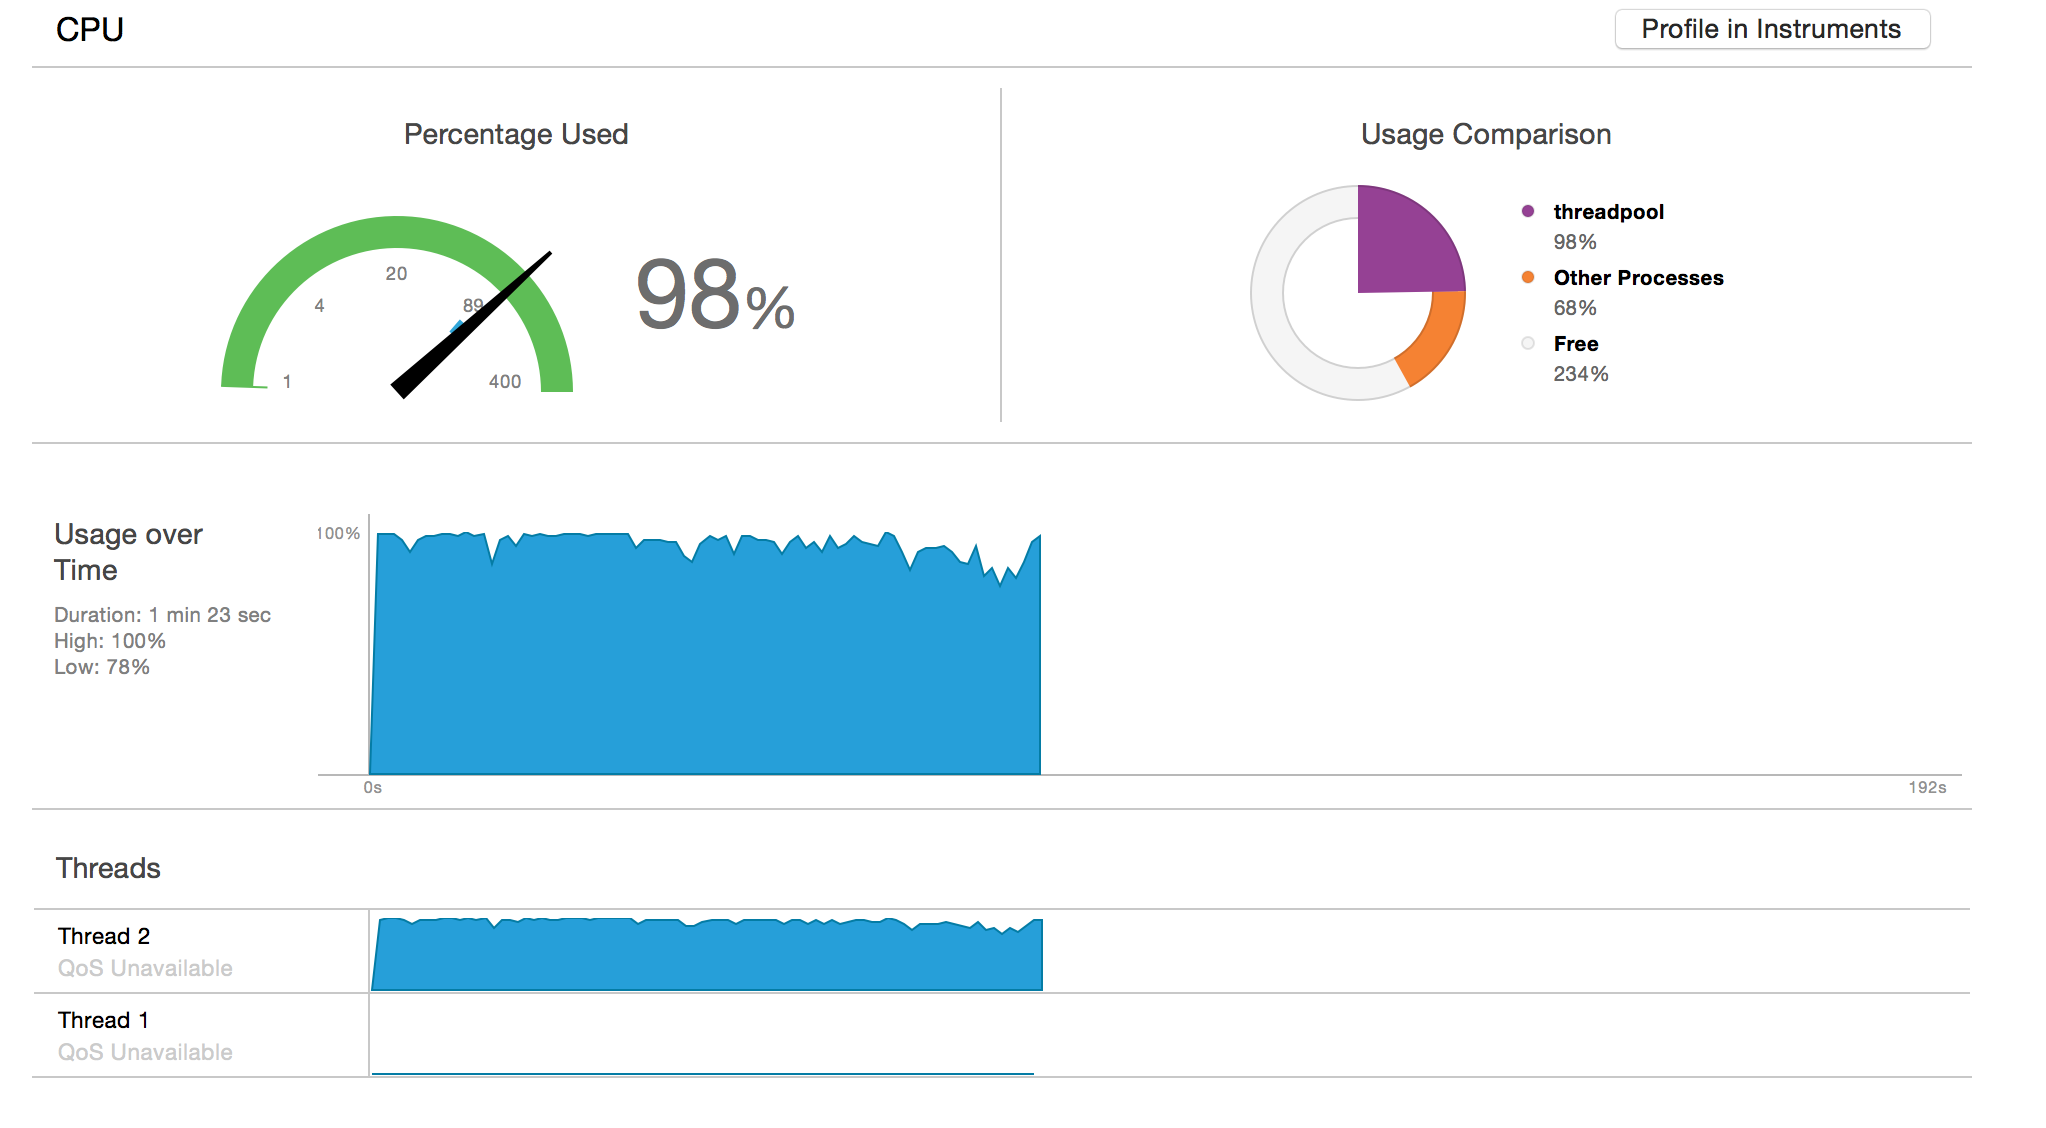 CPU
Profile in Instruments
Percentage Used
1
4
20
89
400
98%
Usage Comparison
threadpool
98%
Other Processes
68%
Free
234%
Usage over
Time
Duration: 1 min 23 sec
High: 100%
Low: 78%
100%
0s
192s
Threads
Thread 2
QoS Unavailable
Thread 1
QoS Unavailable